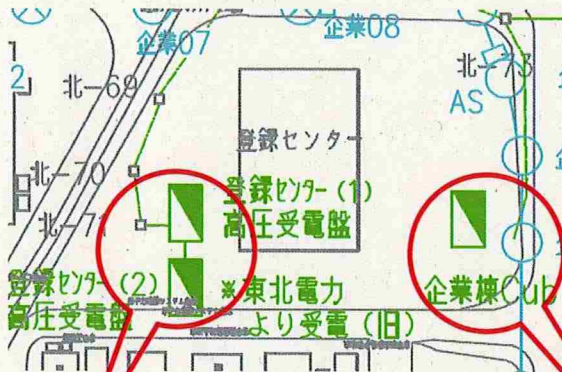 企業07
企業08
2
北-69
北-73
AS
登録センター
北-70
登録センター(1)
高圧受電盤
北-71
登録センター(2)
高圧受電盤
※東北電力
より受電(旧)
企業棟Cub